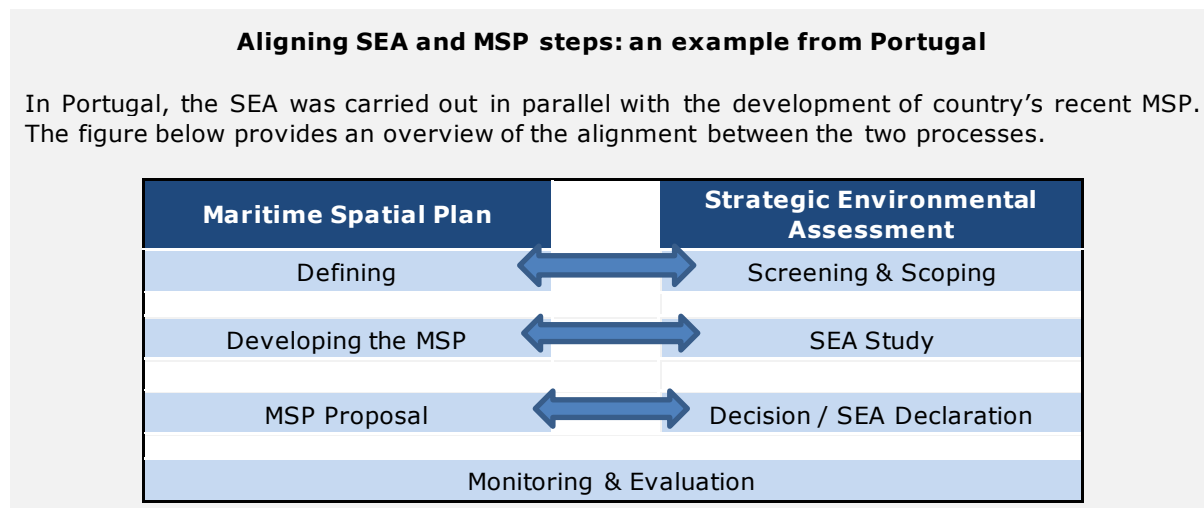 Aligning SEA and MSP steps: an example from Portugal
In Portugal, the SEA was carried out in parallel with the development of country’s recent MSP.
The figure below provides an overview of the alignment between the two processes.
Maritime Spatial Plan
Strategic Environmental
Assessment
Defining
Screening & Scoping
Developing the MSP
SEA Study
MSP Proposal
Decision / SEA Declaration
Monitoring & Evaluation